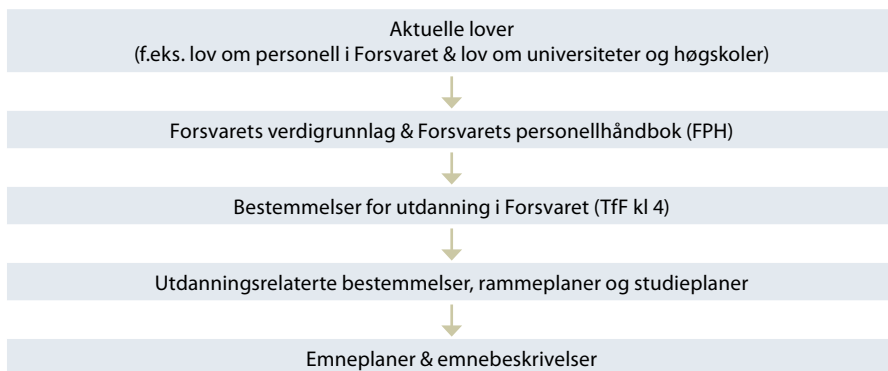 Aktuelle lover
(f.eks. lov om personell i Forsvaret & lov om universiteter og høgskoler)
Forsvarets verdigrunnlag & Forsvarets personellhåndbok (FPH)
Bestemmelser for utdanning i Forsvaret (TfF kl 4)
Utdanningsrelaterte bestemmelser, rammeplaner og studieplaner
Emneplaner & emnebeskrivelser